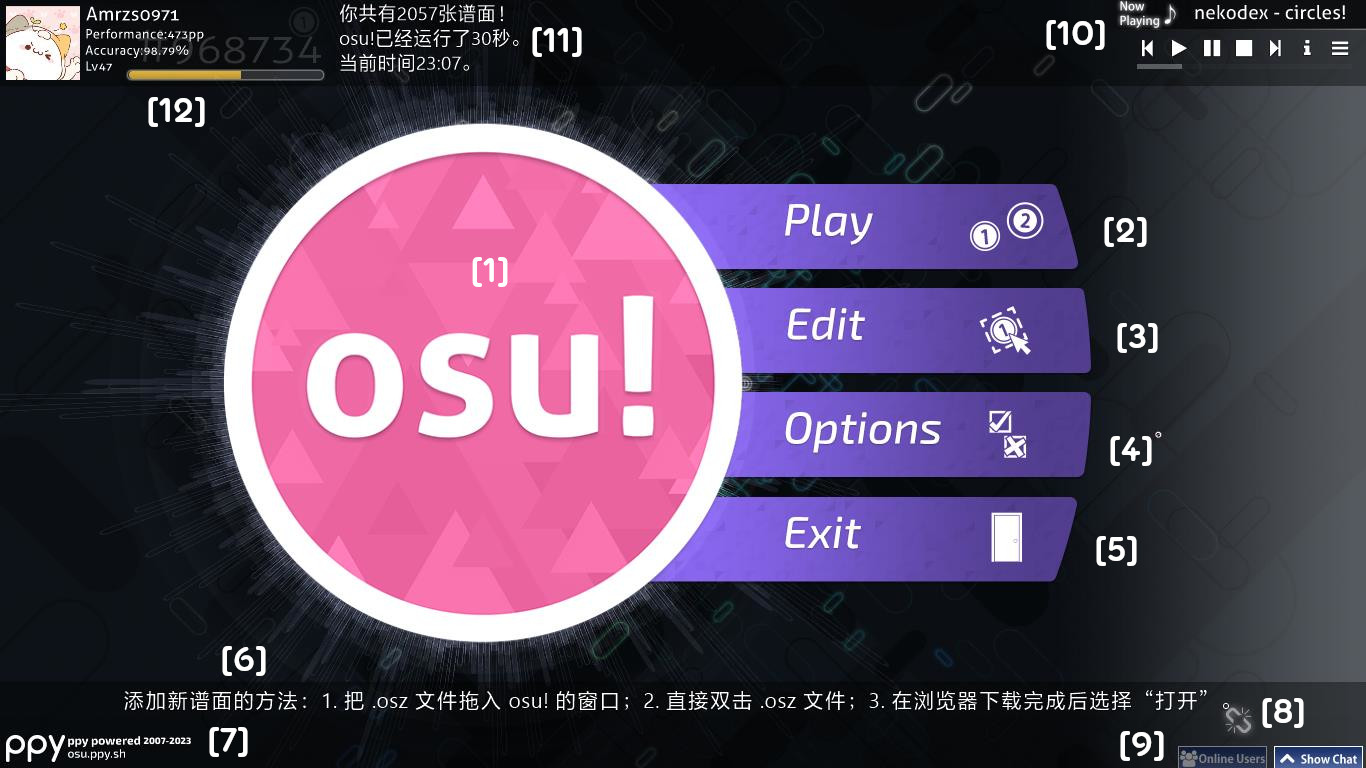 Amrzs0971
Performance:473pp
Accuracy:98.79%
Lv47
#968734
你共有2057张谱面！
osu!已经运行了30秒。
当前时间23:07。
[11]
[10]
Now Playing
nekodex - circles!
[12]
[1]
osu!
Play
1 2
[2]
Edit
1
[3]
Options
[4]
Exit
[5]
[6]
添加新谱面的方法：1. 把 .osz 文件拖入 osu! 的窗口；2. 直接双击 .osz 文件；3. 在浏览器下载完成后选择“打开”。
[8]
ppy
ppy powered 2007-2023
osu.ppy.sh
[7]
[9]
Online Users
Show Chat